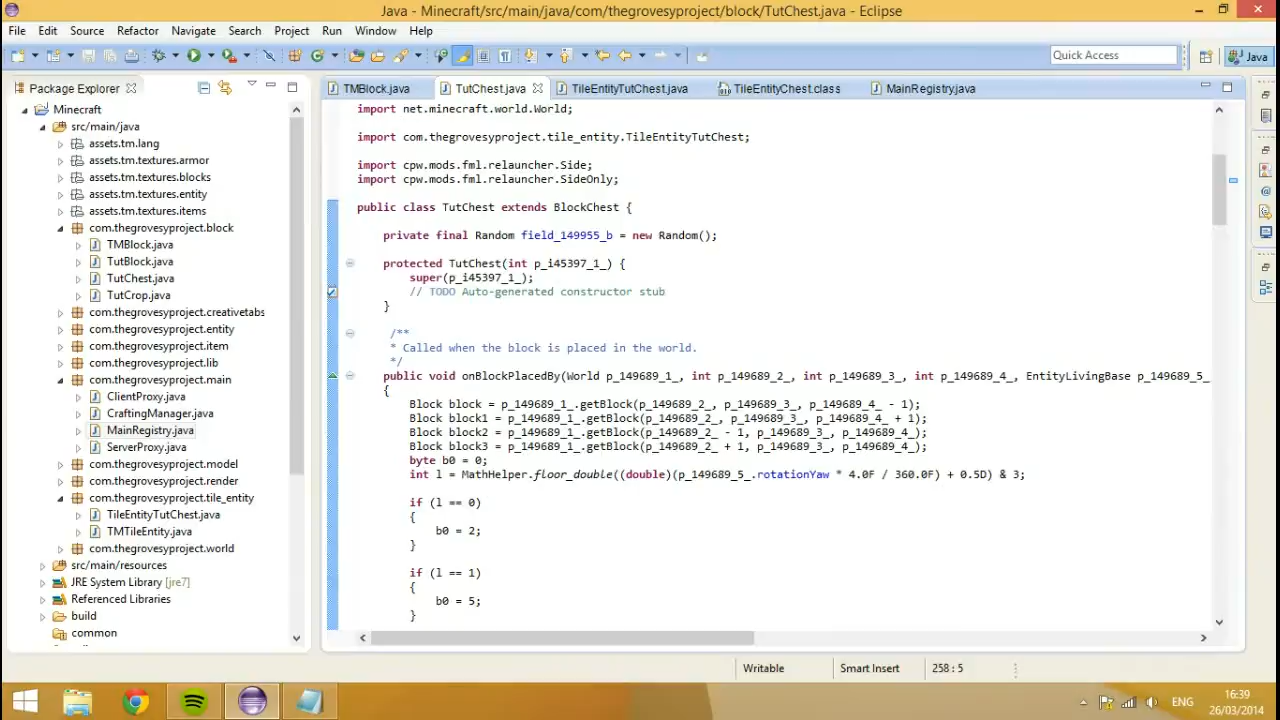 Java - Minecraft/src/main/java/com/thegrovesyproject/block/TutChest.java - Eclipse
File Edit Source Refactor Navigate Search Project Run Window Help
Quick Access
Java
Package Explorer
TMBlock.java TutChest.java TileEntityTutChest.java TileEntityChest.class MainRegistry.java
Minecraft
src/main/java
assets.tm.lang
assets.tm.textures.armor
assets.tm.textures.blocks
assets.tm.textures.entity
assets.tm.textures.items
com.thegrovesyproject.block
TMBlock.java
TutBlock.java
TutChest.java
TutCrop.java
com.thegrovesyproject.creativetabs
com.thegrovesyproject.entity
com.thegrovesyproject.item
com.thegrovesyproject.lib
com.thegrovesyproject.main
ClientProxy.java
CraftingManager.java
MainRegistry.java
ServerProxy.java
com.thegrovesyproject.model
com.thegrovesyproject.render
com.thegrovesyproject.tile_entity
TileEntityTutChest.java
TMTileEntity.java
com.thegrovesyproject.world
src/main/resources
JRE System Library [jre7]
Referenced Libraries
build
common
import net.minecraft.world.World;
import com.thegrovesyproject.tile_entity.TileEntityTutChest;
import cpw.mods.fml.relauncher.Side;
import cpw.mods.fml.relauncher.SideOnly;
public class TutChest extends BlockChest {
private final Random field_149955_b = new Random();
protected TutChest(int p_i45397_1_) {
super(p_i45397_1_);
// TODO Auto-generated constructor stub
}
/**
* Called when the block is placed in the world.
*/
public void onBlockPlacedBy(World p_149689_1_, int p_149689_2_, int p_149689_3_, int p_149689_4_, EntityLivingBase p_149689_5_
{
Block block = p_149689_1_.getBlock(p_149689_2_, p_149689_3_, p_149689_4_ - 1);
Block block1 = p_149689_1_.getBlock(p_149689_2_, p_149689_3_, p_149689_4_ + 1);
Block block2 = p_149689_1_.getBlock(p_149689_2_ - 1, p_149689_3_, p_149689_4_);
Block block3 = p_149689_1_.getBlock(p_149689_2_ + 1, p_149689_3_, p_149689_4_);
byte b0 = 0;
int l = MathHelper.floor_double((double)(p_149689_5_.rotationYaw * 4.0F / 360.0F) + 0.5D) & 3;
if (l == 0)
{
b0 = 2;
}
if (l == 1)
{
b0 = 5;
}
Writable Smart Insert 258 : 5
ENG
16:39
26/03/2014